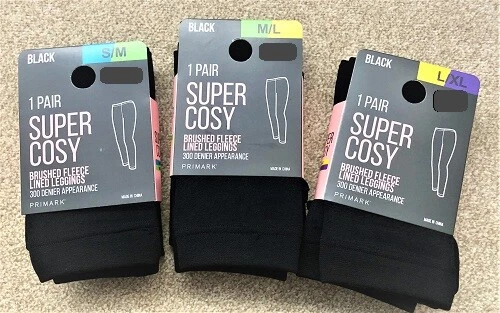 BLACK
S/M
1 PAIR
SUPER
COSY
BRUSHED FLEECE
LINED LEGGINGS
300 DENIER APPEARANCE
PRIMARK
MADE IN CHINA
BLACK
M/L
1 PAIR
SUPER
COSY
BRUSHED FLEECE
LINED LEGGINGS
300 DENIER APPEARANCE
PRIMARK
MADE IN CHINA
BLACK
L/XL
1 PAIR
SUPER
COSY
BRUSHED FLEECE
LINED LEGGINGS
300 DENIER APPEARANCE
PRIMARK
MADE IN CHINA